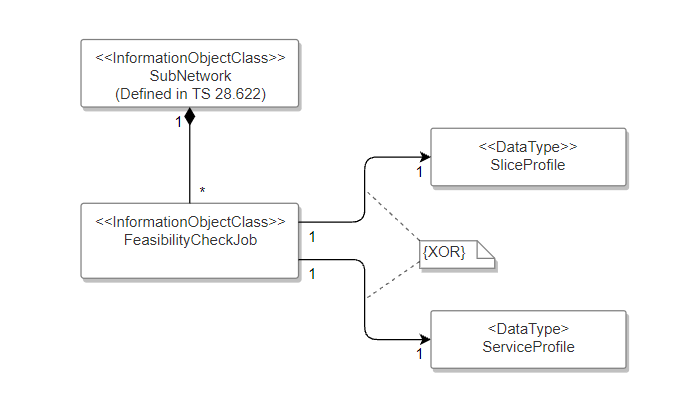 <<InformationObjectClass>>
SubNetwork
(Defined in TS 28.622)
1
*
<<InformationObjectClass>>
FeasibilityCheckJob
1
1
<<DataType>>
SliceProfile
1
{XOR}
<DataType>
ServiceProfile
1